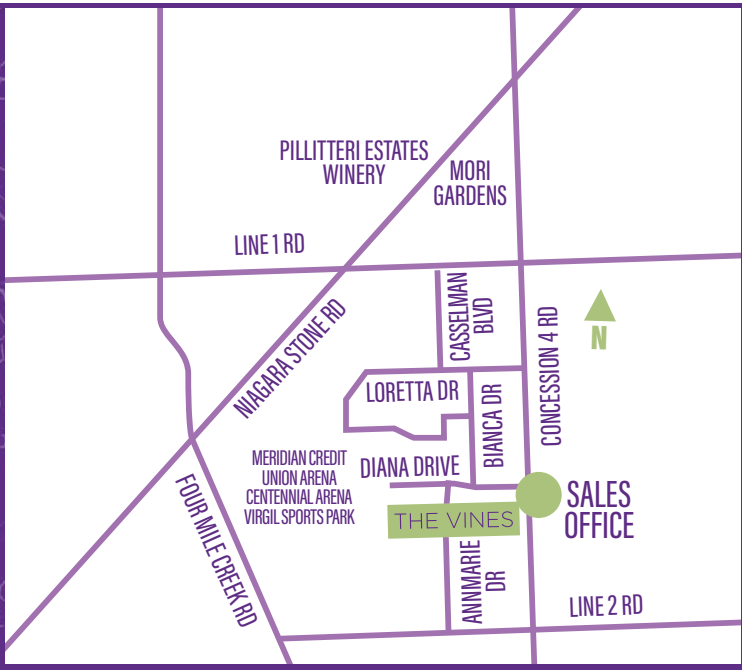 PILLITTERI ESTATES
WINERY
MORI
GARDENS
LINE 1 RD
CASSELMAN
BLVD
NIAGARA STONE RD
CONCESSION 4 RD
N
LORETTA DR
BIANCA DR
MERIDIAN CREDIT
UNION ARENA
CENTENNIAL ARENA
VIRGIL SPORTS PARK
DIANA DRIVE
FOUR MILE CREEK RD
THE VINES
SALES
OFFICE
ANNMARIE
DR
LINE 2 RD